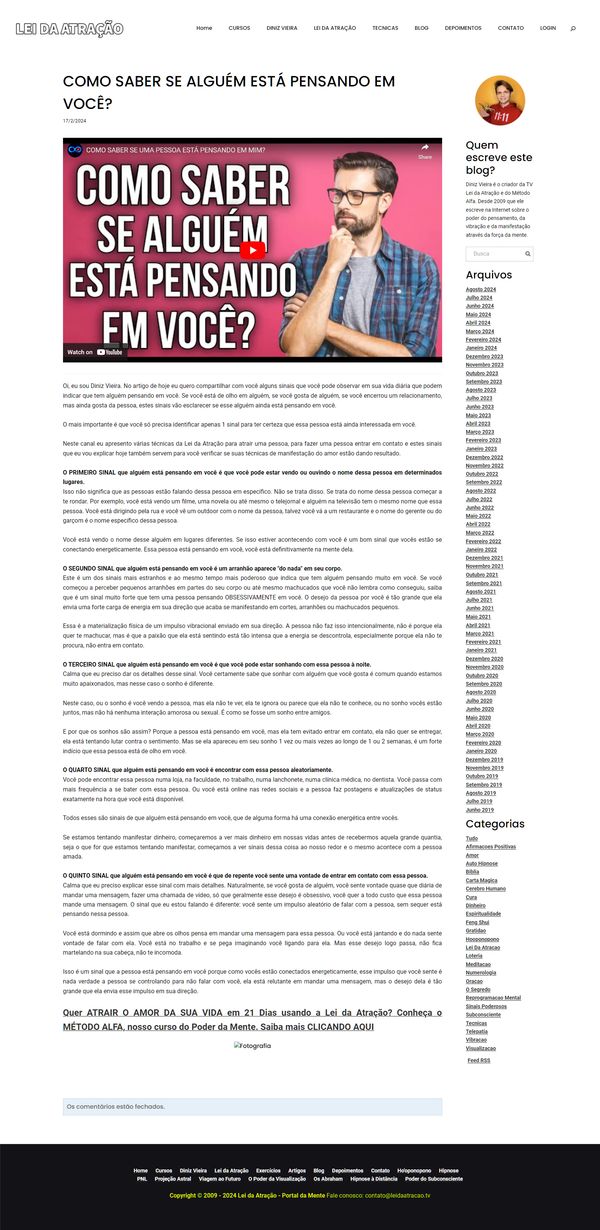 LEI DA ATRAÇÃO
Home CURSOS DINIZ VIEIRA LEI DA ATRAÇÃO TECNICAS BLOG DEPOIMENTOS CONTATO LOGIN
COMO SABER SE ALGUÉM ESTÁ PENSANDO EM
VOCÊ?
17/2/2024
COMO SABER SE UMA PESSOA ESTÁ PENSANDO EM MIM?
Share
COMO SABER
SE ALGUÉM
ESTÁ PENSANDO
EM VOCÊ?
Watch on YouTube
Oi, eu sou Diniz Vieira. No artigo de hoje eu quero compartilhar com você alguns sinais que você pode observar em sua vida diária que podem
indicar que tem alguém pensando em você. Se você está de olho em alguém, se você gosta de alguém, se você encerrou um relacionamento,
mas ainda gosta da pessoa, estes sinais vão esclarecer se esse alguém ainda está pensando em você.
O mais importante é que você só precisa identificar apenas 1 sinal para ter certeza que essa pessoa está ainda interessada em você.
Neste canal eu apresento várias técnicas da Lei da Atração para atrair uma pessoa, para fazer uma pessoa entrar em contato e estes sinais
que eu vou explicar hoje também servem para você verificar se suas técnicas de manifestação do amor estão dando resultado.
O PRIMEIRO SINAL que alguém está pensando em você é que você pode estar vendo ou ouvindo o nome dessa pessoa em determinados
lugares.
Isso não significa que as pessoas estão falando dessa pessoa em específico. Não se trata disso. Se trata do nome dessa pessoa começar a
te rondar. Por exemplo, você está vendo um filme, uma novela ou até mesmo o telejornal e alguém na televisão tem o mesmo nome que essa
pessoa. Você está dirigindo pela rua e você vê um outdoor com o nome da pessoa, talvez você vá a um restaurante e o nome do gerente ou do
garçom é o nome específico dessa pessoa.
Você está vendo o nome desse alguém em lugares diferentes. Se isso estiver acontecendo com você é um bom sinal que vocês estão se
conectando energeticamente. Essa pessoa está pensando em você, você está definitivamente na mente dela.
O SEGUNDO SINAL que alguém está pensando em você é um arranhão aparece "do nada" em seu corpo.
Este é um dos sinais mais estranhos e ao mesmo tempo mais poderoso que indica que tem alguém pensando muito em você. Se você
começou a perceber pequenos arranhões em partes do seu corpo ou até mesmo machucados que você não lembra como conseguiu, saiba
que é um sinal muito forte que tem uma pessoa pensando OBSESSIVAMENTE em você. O desejo da pessoa por você é tão grande que ela
envia uma forte carga de energia em sua direção que acaba se manifestando em cortes, arranhões ou machucados pequenos.
Essa é a materialização física de um impulso vibracional enviado em sua direção. A pessoa não faz isso intencionalmente, não é porque ela
quer te machucar, mas é que a paixão que ela está sentindo está tão intensa que a energia se descontrola, especialmente porque ela não te
procura, não entra em contato.
O TERCEIRO SINAL que alguém está pensando em você é que você pode estar sonhando com essa pessoa à noite.
Calma que eu preciso dar os detalhes desse sinal. Você certamente sabe que sonhar com alguém que você gosta é comum quando estamos
muito apaixonados, mas nesse caso o sonho é diferente.
Neste caso, ou o sonho é você vendo a pessoa, mas ela não te ver, ela te ignora ou parece que ela não te conhece, ou no sonho vocês estão
juntos, mas não há nenhuma interação amorosa ou sexual. É como se fosse um sonho entre amigos.
E por que os sonhos são assim? Porque a pessoa está pensando em você, mas ela tem evitado entrar em contato, ela não quer se entregar,
ela está tentando lutar contra o sentimento. Mas se ela apareceu em seu sonho 1 vez ou mais vezes ao longo de 1 ou 2 semanas, é um forte
indício que essa pessoa está de olho em você.
O QUARTO SINAL que alguém está pensando em você é encontrar com essa pessoa aleatoriamente.
Você pode encontrar essa pessoa numa loja, na faculdade, no trabalho, numa lanchonete, numa clínica médica, no dentista. Você passa com
mais frequência a se bater com essa pessoa. Ou você está online nas redes sociais e a pessoa faz postagens e atualizações de status
exatamente na hora que você está disponível.
Todos esses são sinais de que alguém está pensando em você, que de alguma forma há uma conexão energética entre vocês.
Se estamos tentando manifestar dinheiro, começaremos a ver mais dinheiro em nossas vidas antes de recebermos aquela grande quantia,
seja o que for que estamos tentando manifestar, começamos a ver sinais dessa coisa ao nosso redor e o mesmo acontece com a pessoa
amada.
O QUINTO SINAL que alguém está pensando em você é que de repente você sente uma vontade de entrar em contato com essa pessoa.
Calma que eu preciso explicar esse sinal com mais detalhes. Naturalmente, se você gosta de alguém, você sente vontade quase que diária de
mandar uma mensagem, fazer uma chamada de vídeo, só que geralmente esse desejo é obsessivo, você quer a todo custo que essa pessoa
mande uma mensagem. O sinal que eu estou falando é diferente: você sente um impulso aleatório de falar com a pessoa, sem sequer está
pensando nessa pessoa.
Você está dormindo e assim que abre os olhos pensa em mandar uma mensagem para essa pessoa. Ou você está jantando e do nada sente
vontade de falar com ela. Você está no trabalho e se pega imaginando você ligando para ela. Mas esse desejo logo passa, não fica
martelando na sua cabeça, não te incomoda.
Isso é um sinal que a pessoa está pensando em você porque como vocês estão conectados energeticamente, esse impulso que você sente é
nada verdade a pessoa se controlando para não falar com você, ela está relutante em mandar uma mensagem, mas o desejo dela é tão
grande que ela envia esse impulso em sua direção.
Quer ATRAIR O AMOR DA SUA VIDA em 21 Dias usando a Lei da Atração? Conheça o
MÉTODO ALFA, nosso curso do Poder da Mente. Saiba mais CLICANDO AQUI
Fotografia
Os comentários estão fechados.
11:11
Quem
escreve este
blog?
Diniz Vieira é o criador da TV
Lei da Atração e do Método
Alfa. Desde 2009 que ele
escreve na Internet sobre o
poder do pensamento, da
vibração e da manifestação
através da força da mente.
Busca
Arquivos
Agosto 2024
Julho 2024
Junho 2024
Maio 2024
Abril 2024
Março 2024
Fevereiro 2024
Janeiro 2024
Dezembro 2023
Novembro 2023
Outubro 2023
Setembro 2023
Agosto 2023
Julho 2023
Junho 2023
Maio 2023
Abril 2023
Março 2023
Fevereiro 2023
Janeiro 2023
Dezembro 2022
Novembro 2022
Outubro 2022
Setembro 2022
Agosto 2022
Julho 2022
Junho 2022
Maio 2022
Abril 2022
Março 2022
Fevereiro 2022
Janeiro 2022
Dezembro 2021
Novembro 2021
Outubro 2021
Setembro 2021
Agosto 2021
Julho 2021
Junho 2021
Maio 2021
Abril 2021
Março 2021
Fevereiro 2021
Janeiro 2021
Dezembro 2020
Novembro 2020
Outubro 2020
Setembro 2020
Agosto 2020
Julho 2020
Junho 2020
Maio 2020
Abril 2020
Março 2020
Fevereiro 2020
Janeiro 2020
Dezembro 2019
Novembro 2019
Outubro 2019
Setembro 2019
Agosto 2019
Julho 2019
Junho 2019
Categorias
Tudo
Afirmacoes Positivas
Amor
Auto Hipnose
Biblia
Carta Magica
Cerebro Humano
Cura
Dinheiro
Espiritualidade
Feng Shui
Gratidao
Hooponopono
Lei Da Atracao
Loteria
Meditacao
Numerologia
Oracao
O Segredo
Reprogramacao Mental
Sinais Poderosos
Subconsciente
Tecnicas
Telepatia
Vibracao
Visualizacao
Feed RSS
Home Cursos Diniz Vieira Lei da Atração Exercícios Artigos Blog Depoimentos Contato Ho'oponopono Hipnose
PNL Projeção Astral Viagem ao Futuro O Poder da Visualização Os Abraham Hipnose à Distância Poder do Subconsciente
Copyright © 2009 - 2024 Lei da Atração - Portal da Mente Fale conosco: contato@leidaatracao.tv